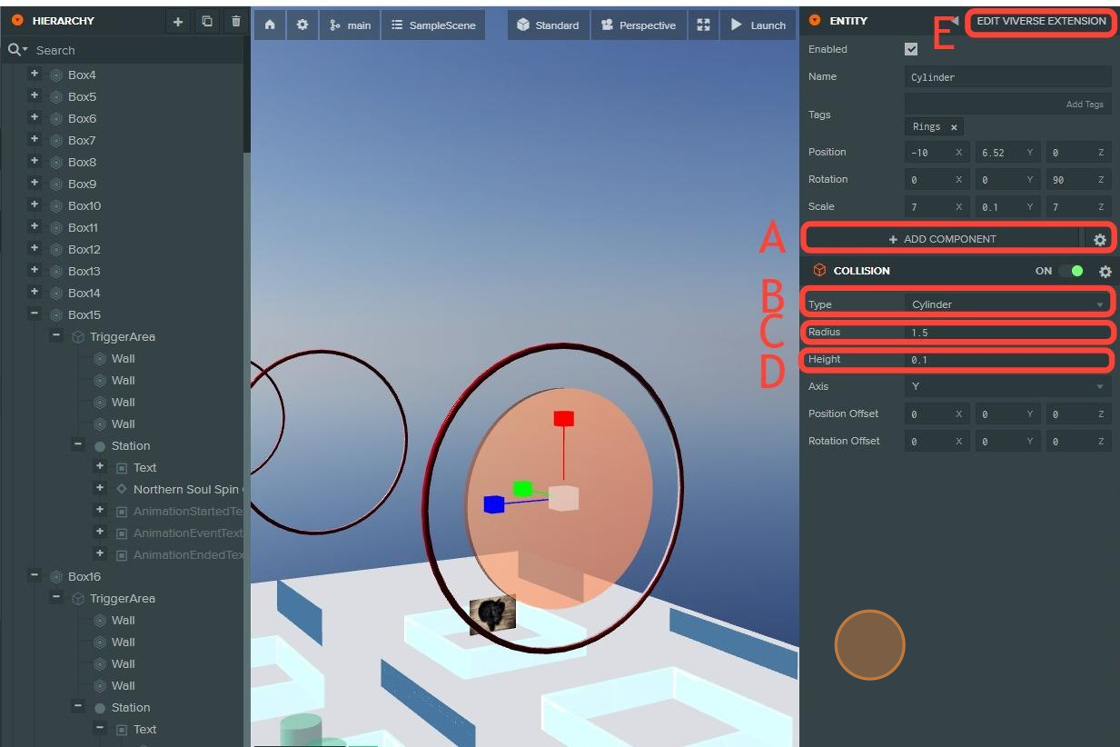 HIERARCHY
Search
Box4
Box5
Box6
Box7
Box8
Box9
Box10
Box11
Box12
Box13
Box14
Box15
TriggerArea
Wall
Wall
Wall
Wall
Station
Text
Northern Soul Spin
AnimationStartedTe
AnimationEventText
AnimationEndedTex
Box16
TriggerArea
Wall
Wall
Wall
Wall
Station
Text
main
SampleScene
Standard
Perspective
Launch
ENTITY
E
EDIT VIVERSE EXTENSION
Enabled
Name Cylinder
Tags Add Tags
Rings ×
Position -10 X 6.52 Y 0 Z
Rotation 0 X 0 Y 90 Z
Scale 7 X 0.1 Y 7 Z
A + ADD COMPONENT
COLLISION ON
B Type Cylinder
C Radius 1.5
D Height 0.1
Axis Y
Position Offset 0 X 0 Y 0 Z
Rotation Offset 0 X 0 Y 0 Z